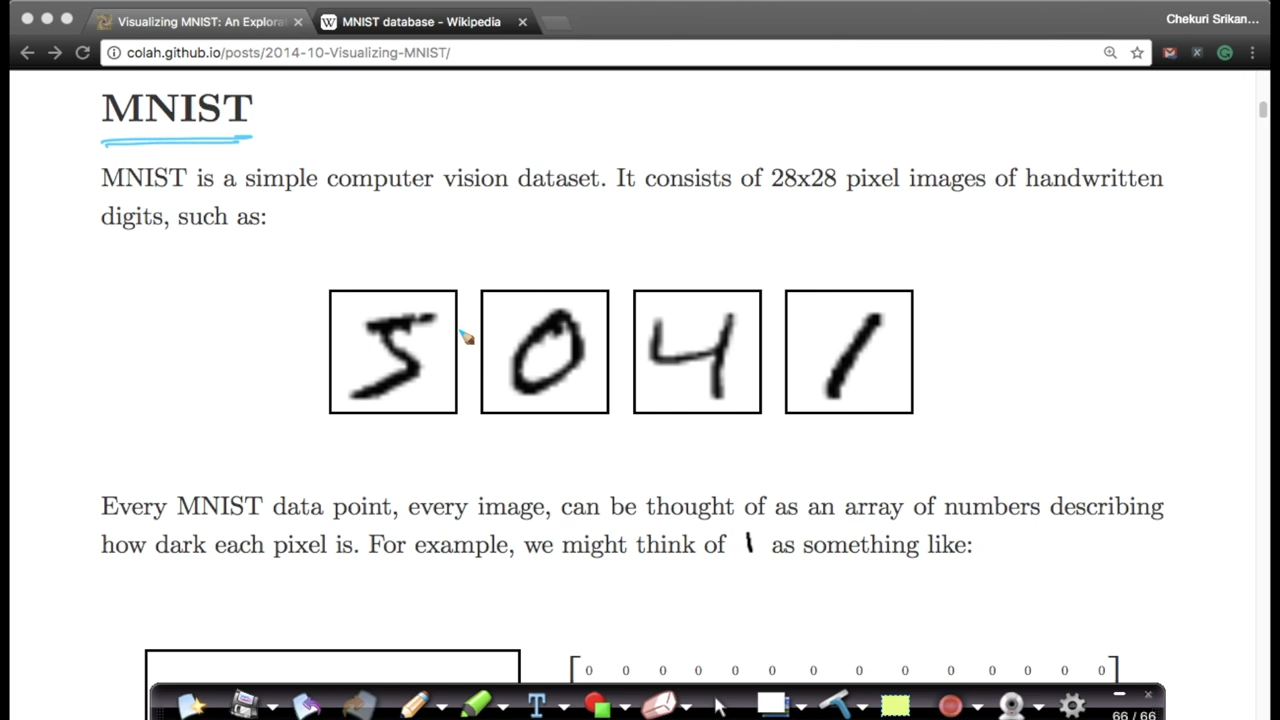 Visualizing MNIST: An Explorat
MNIST database - Wikipedia
Chekuri Srikan...
colah.github.io/posts/2014-10-Visualizing-MNIST/
MNIST
MNIST is a simple computer vision dataset. It consists of 28x28 pixel images of handwritten
digits, such as:
5 0 4 1
Every MNIST data point, every image, can be thought of as an array of numbers describing
how dark each pixel is. For example, we might think of 1 as something like:
0 0 0 0 0 0 0 0 0 0 0 0 0 0
66 / 66